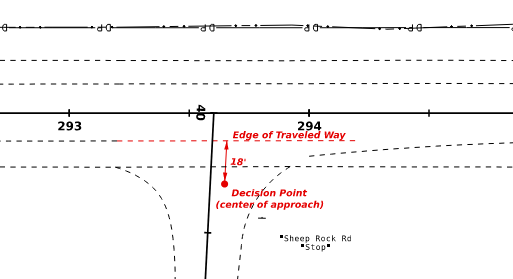 40
293
294
Edge of Traveled Way
18'
Decision Point
(center of approach)
Sheep Rock Rd
Stop